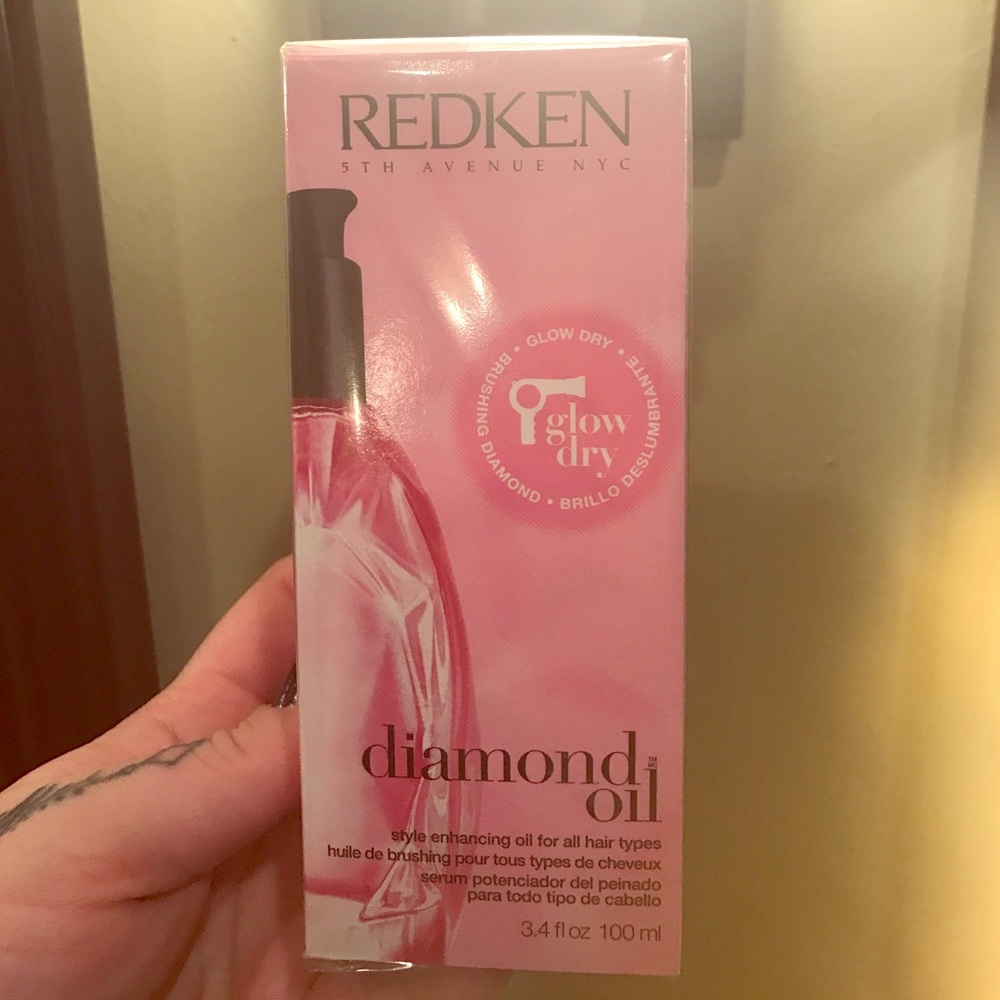 REDKEN
5TH AVENUE NYC
GLOW DRY • BRILLO DESLUMBRANTE • BRUSHING DIAMOND •
glow
dry
diamond
oil
TM
MC
style enhancing oil for all hair types
huile de brushing pour tous types de cheveux
serum potenciador del peinado
para todo tipo de cabello
3.4 fl oz 100 ml